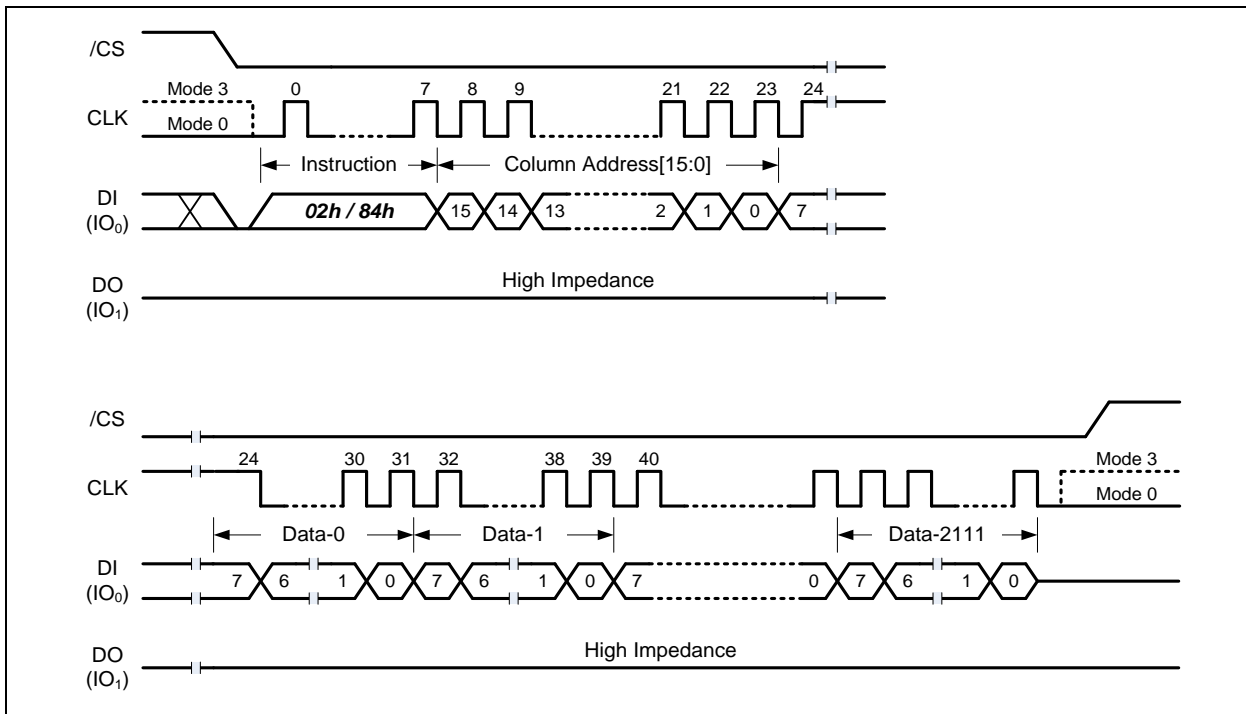 /CS
Mode 3 0 7 8 9 21 22 23 24
CLK
Mode 0
Instruction Column Address[15:0]
DI
(IO0)
02h / 84h 15 14 13 2 1 0 7
High Impedance
DO
(IO1)
/CS
24 30 31 32 38 39 40 Mode 3
CLK
Mode 0
Data-0 Data-1 Data-2111
DI
(IO0)
7 6 1 0 7 6 1 0 7 0 7 6 1 0
High Impedance
DO
(IO1)